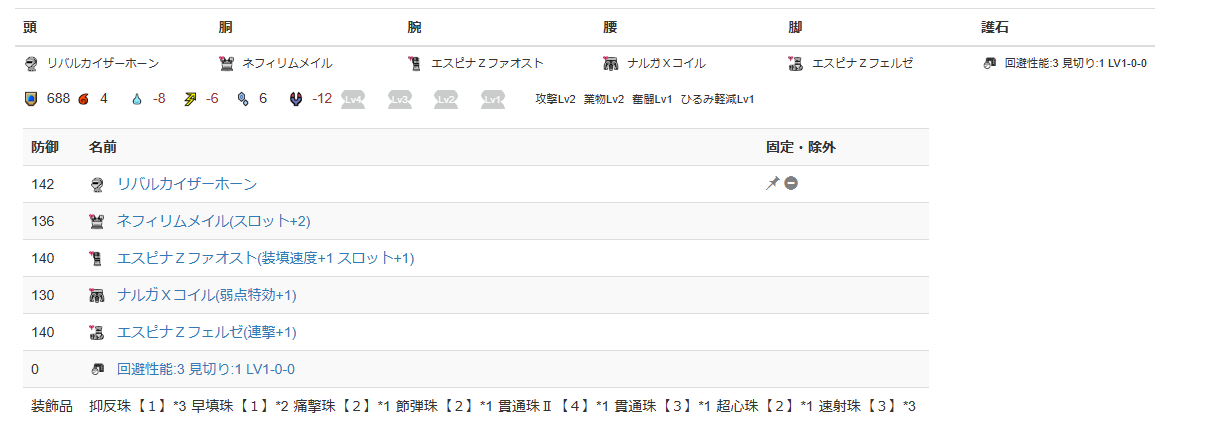 頭 胴 腕 腰 脚 護石
リバルカイザーホーン ネフィリムメイル エスピナＺファオスト ナルガＸコイル エスピナＺフェルゼ 回避性能:3 見切り:1 LV1-0-0
688 4 -8 -6 6 -12 Lv4 Lv3 Lv2 Lv1 攻撃Lv2 業物Lv2 奮闘Lv1 ひるみ軽減Lv1
防御 名前 固定・除外
142 リバルカイザーホーン
136 ネフィリムメイル(スロット+2)
140 エスピナＺファオスト(装填速度+1 スロット+1)
130 ナルガＸコイル(弱点特効+1)
140 エスピナＺフェルゼ(連撃+1)
0 回避性能:3 見切り:1 LV1-0-0
装飾品 抑反珠【１】*3 早填珠【１】*2 痛撃珠【２】*1 節弾珠【２】*1 貫通珠Ⅱ【４】*1 貫通珠【３】*1 超心珠【２】*1 速射珠【３】*3